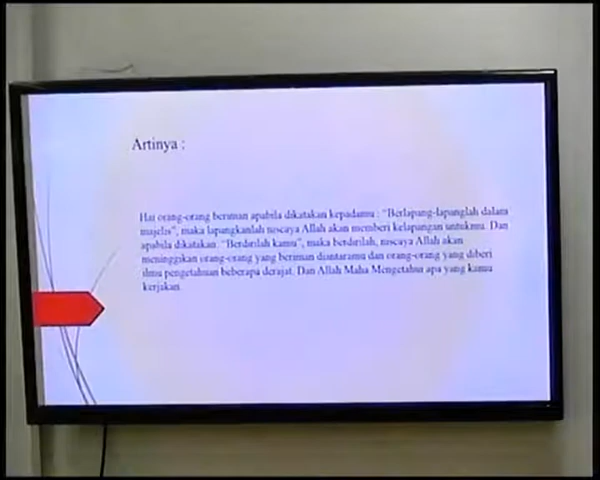 Artinya :
Hai orang-orang beriman apabila dikatakan kepadamu : "Berlapang-lapanglah dalam
majelis", maka lapangkanlah niscaya Allah akan memberi kelapangan untukmu. Dan
apabila dikatakan: "Berdirilah kamu", maka berdirilah, niscaya Allah akan
meninggikan orang-orang yang beriman diantaramu dan orang-orang yang diberi
ilmu pengetahuan beberapa derajat. Dan Allah Maha Mengetahui apa yang kamu
kerjakan.